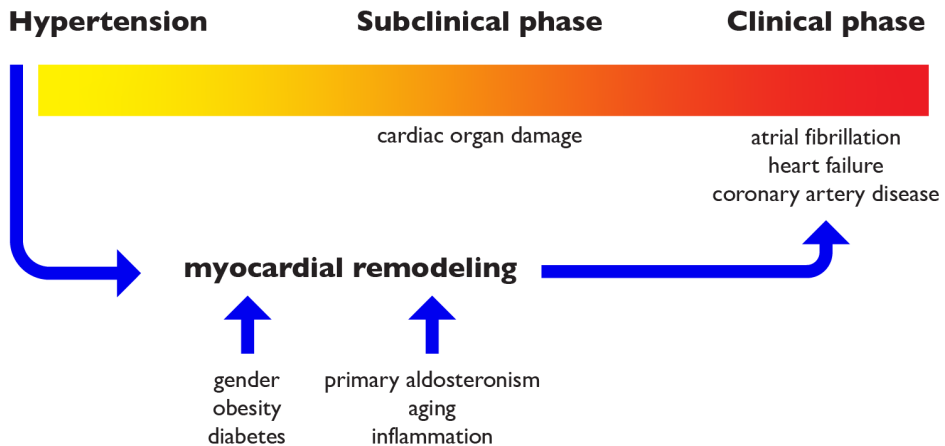 Hypertension
Subclinical phase
Clinical phase
cardiac organ damage
atrial fibrillation
heart failure
coronary artery disease
myocardial remodeling
gender
obesity
diabetes
primary aldosteronism
aging
inflammation